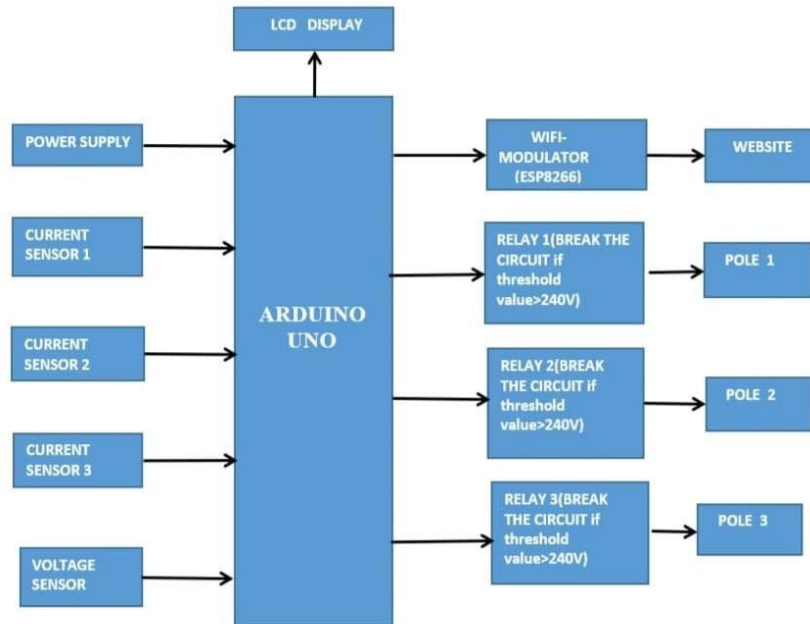 LCD DISPLAY
POWER SUPPLY
CURRENT
SENSOR 1
CURRENT
SENSOR 2
CURRENT
SENSOR 3
VOLTAGE
SENSOR
ARDUINO
UNO
WIFI-
MODULATOR
(ESP8266)
WEBSITE
RELAY 1(BREAK THE
CIRCUIT if
threshold
value>240V)
POLE 1
RELAY 2(BREAK
THE CIRCUIT if
threshold
value>240V)
POLE 2
RELAY 3(BREAK
THE CIRCUIT if
threshold
value>240V)
POLE 3